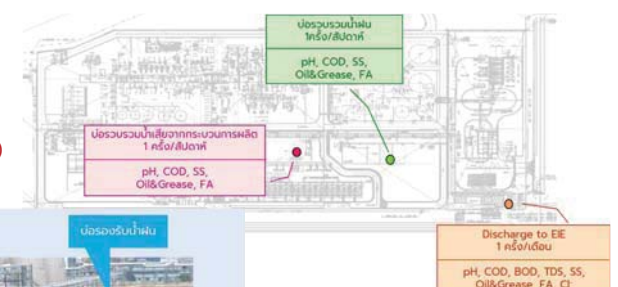 บ่อรวบรวมน้ำฝน
1ครั้ง/สัปดาห์
pH, COD, SS,
Oil&Grease, FA
บ่อรวบรวมน้ำเสียจากกระบวนการผลิต
1 ครั้ง/สัปดาห์
pH, COD, SS,
Oil&Grease, FA
บ่อรองรับน้ำฝน
Discharge to EIE
1 ครั้ง/เดือน
pH, COD, BOD, TDS, SS,
Oil&Grease, FA, Cl